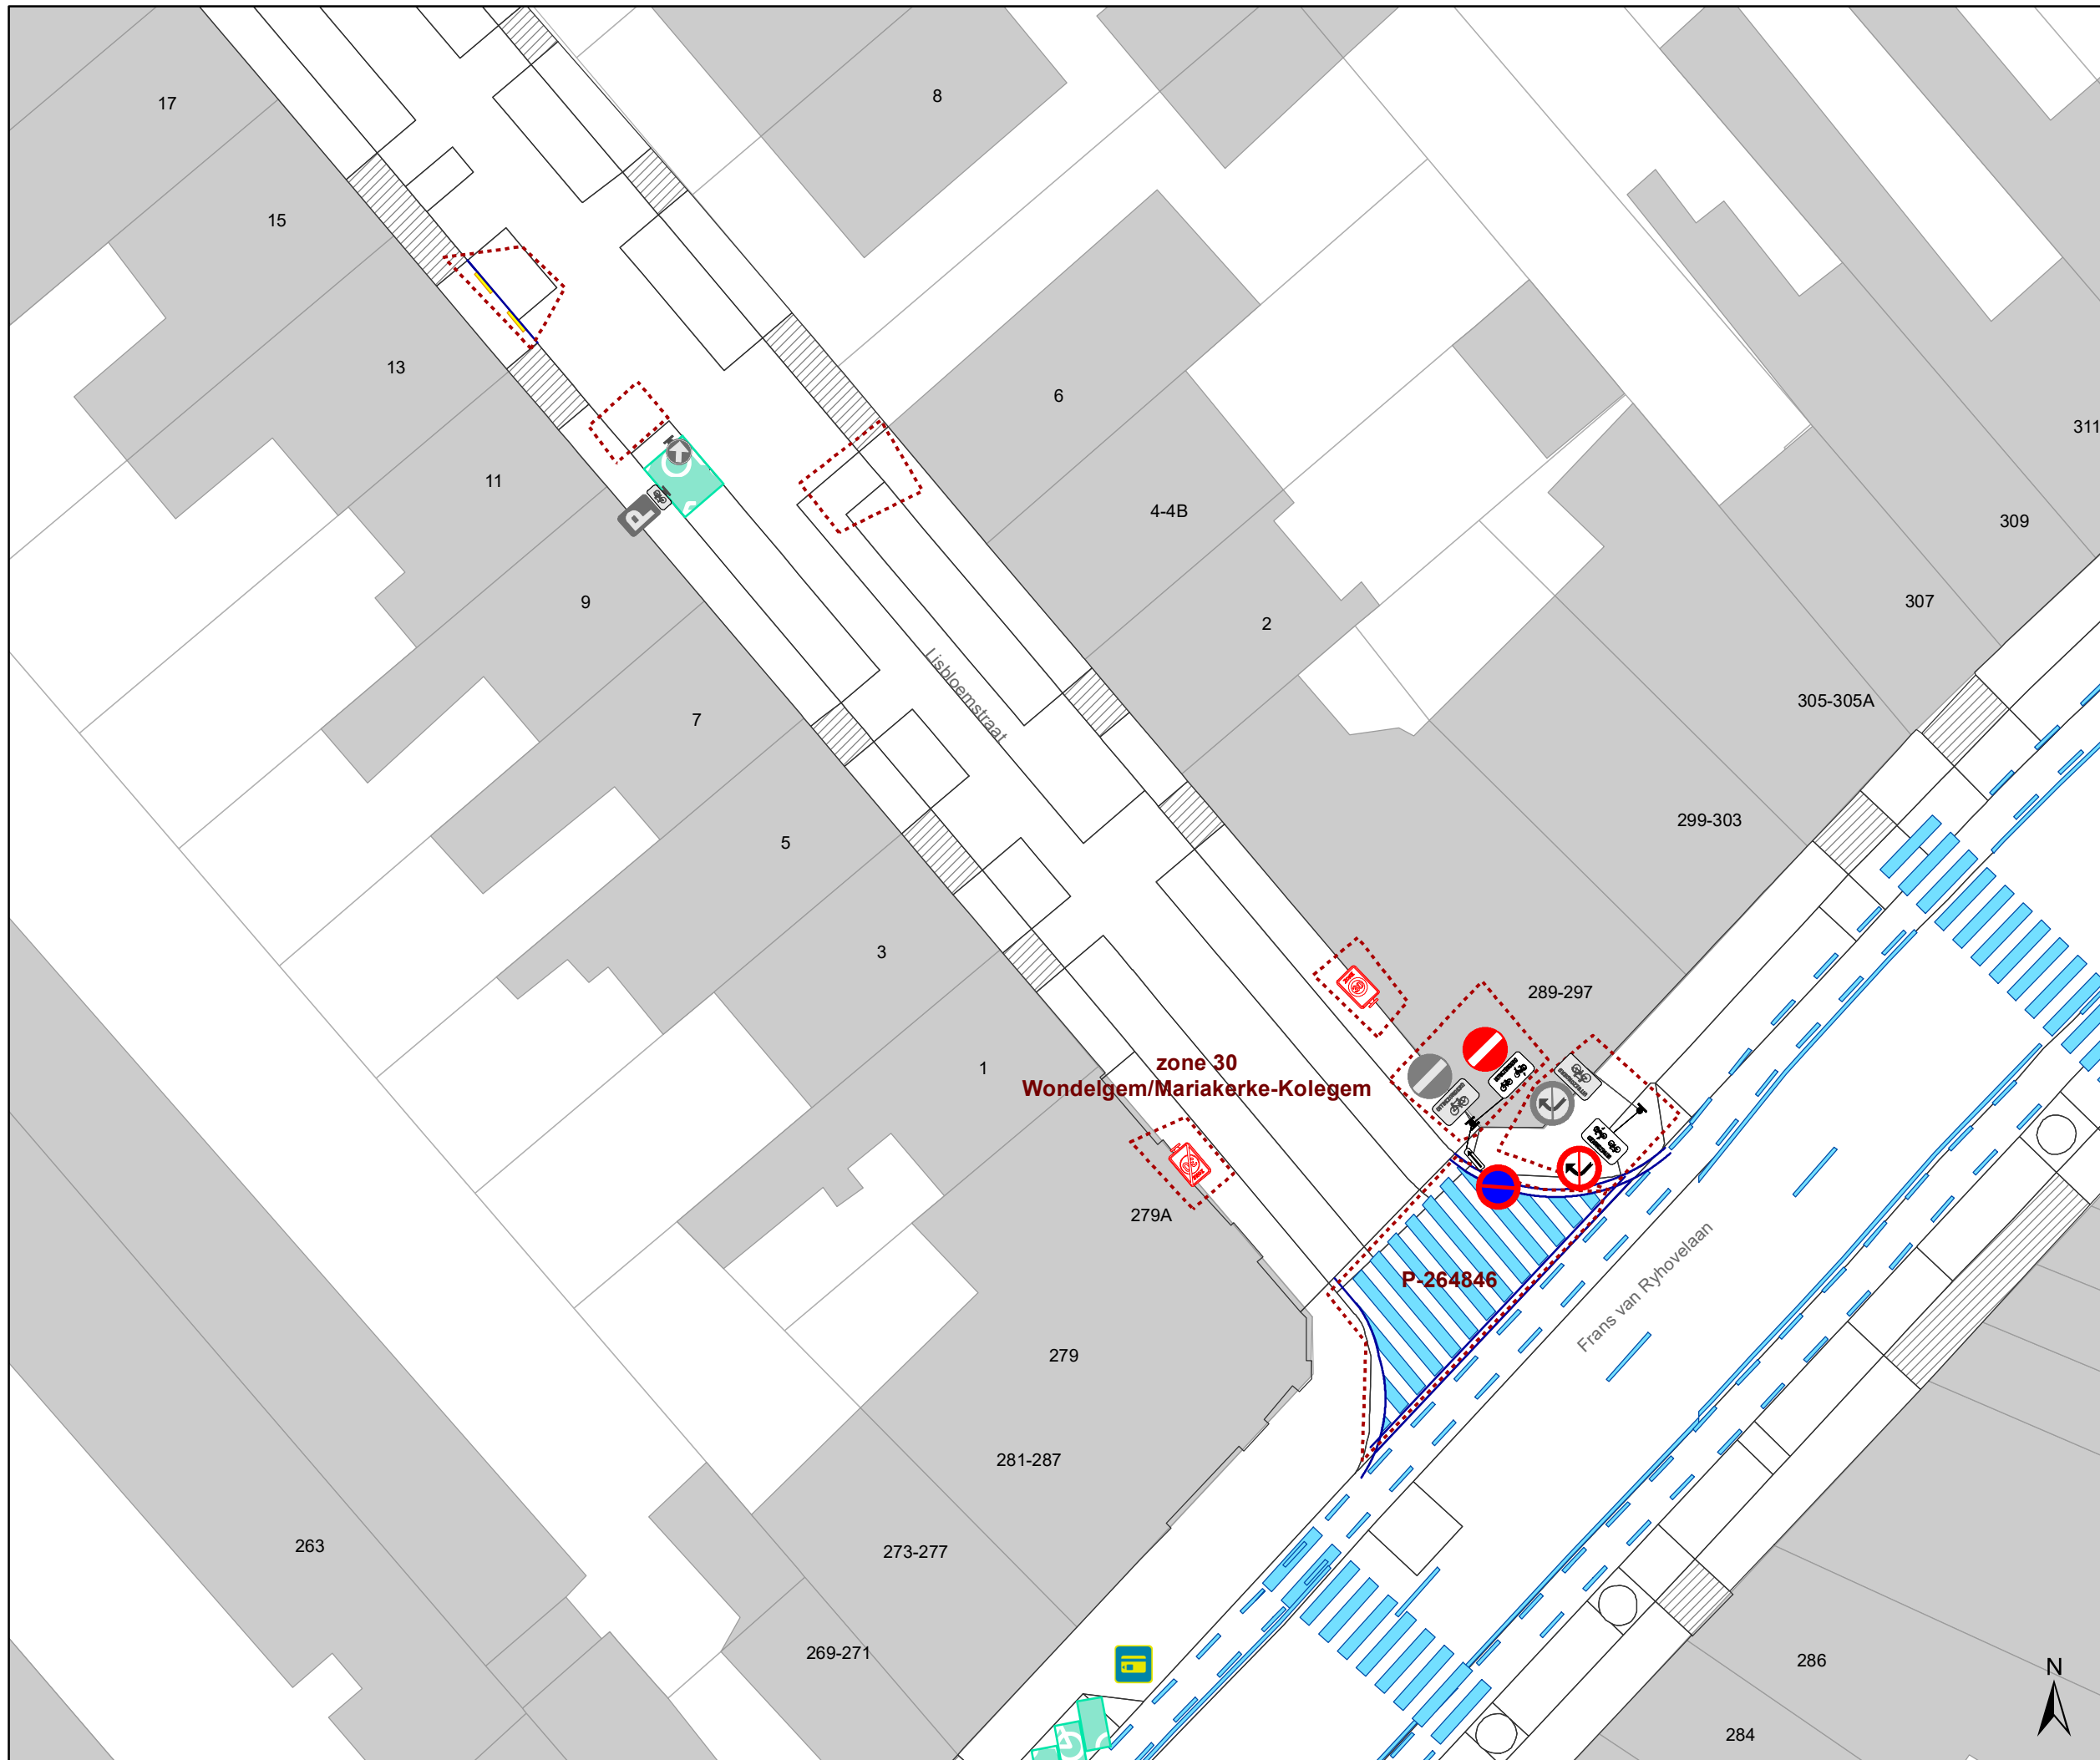 17
8
15
13
6
311
11
4-4B
309
P
9
307
2
Lisbloemstraat
305-305A
7
299-303
5
3
289-297
zone 30
1
Wondelgem/Mariakerke-Kolegem
279A
P-264846
Frans van Ryhovelaan
279
281-287
263
273-277
269-271
286
N
284